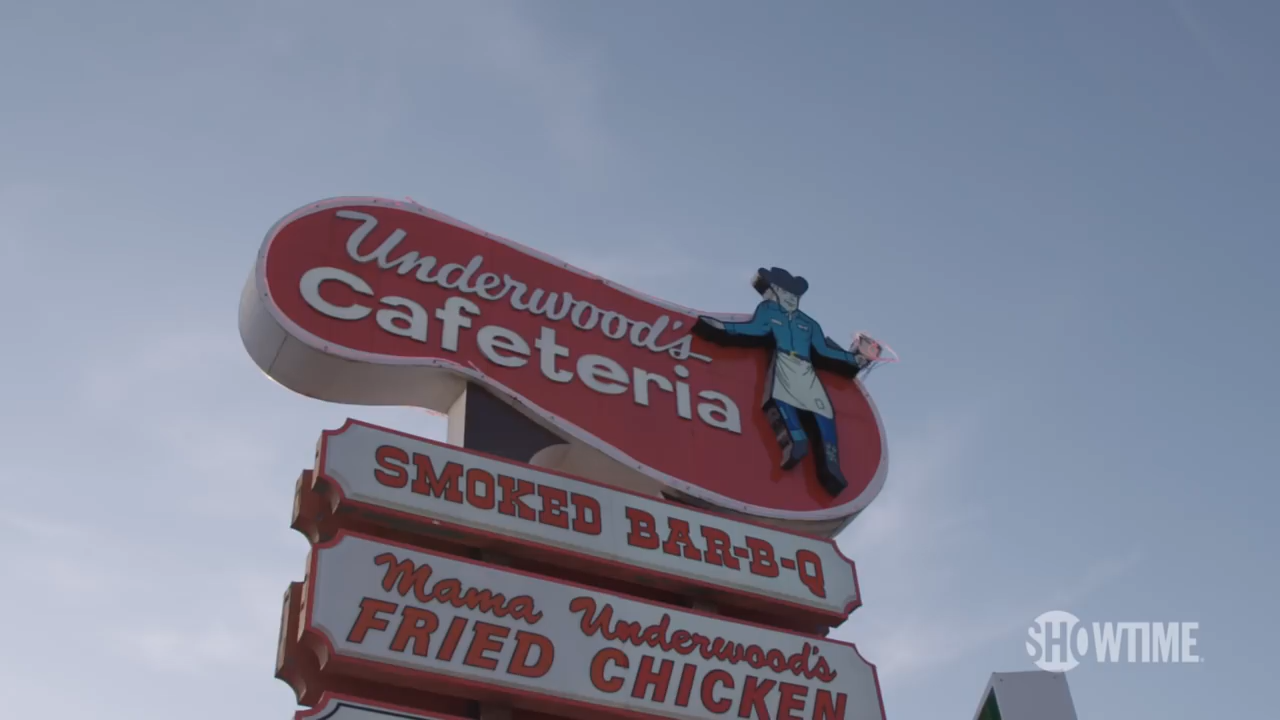 Underwood's
Cafeteria
SMOKED BAR-B-Q
Mama Underwood's
FRIED CHICKEN
SHOWTIME